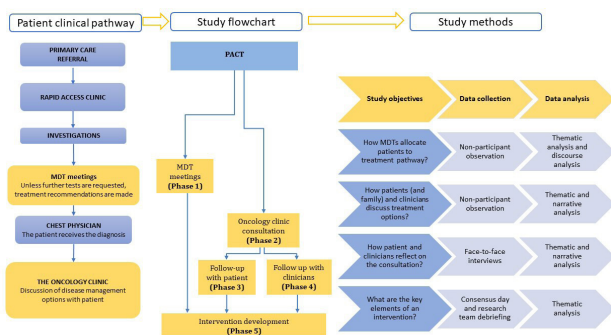 Patient clinical pathway
Study flowchart
Study methods
PRIMARY CARE
REFERRAL
RAPID ACCESS CLINIC
INVESTIGATIONS
MDT meetings
Unless further tests are requested,
treatment recommendations are made
CHEST PHYSICIAN
The patient receives the diagnosis
THE ONCOLOGY CLINIC
Discussion of disease management
options with patient
PACT
MDT
meetings
(Phase 1)
Oncology clinic
consultation
(Phase 2)
Follow-up
with patient
(Phase 3)
Follow up with
clinicians
(Phase 4)
Intervention development
(Phase 5)
Study objectives
Data collection
Data analysis
How MDTs allocate
patients to
treatment pathway?
Non-participant
observation
Thematic
analysis and
discourse
analysis
How patients (and
family) and clinicians
discuss treatment
options?
Non-participant
observation
Thematic and
narrative
analysis
How patient and
clinicians reflect on
the consultation?
Face-to-face
interviews
Thematic and
narrative
analysis
What are the key
elements of an
intervention?
Consensus day
and research
team debriefing
Thematic
analysis